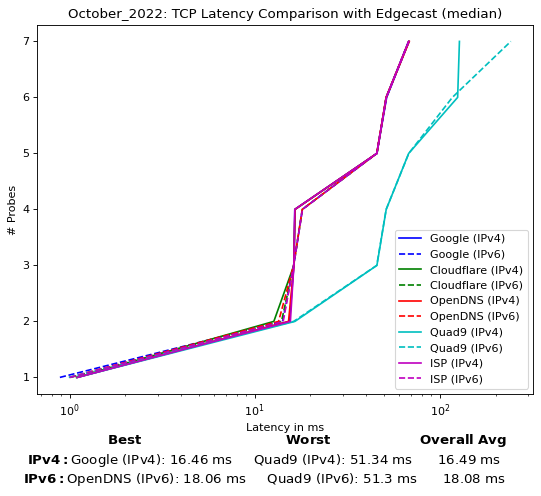 October_2022: TCP Latency Comparison with Edgecast (median)
# Probes
7
6
5
4
3
2
1
Google (IPv4)
Google (IPv6)
Cloudflare (IPv4)
Cloudflare (IPv6)
OpenDNS (IPv4)
OpenDNS (IPv6)
Quad9 (IPv4)
Quad9 (IPv6)
ISP (IPv4)
ISP (IPv6)
10⁰ 10¹ 10²
Latency in ms
Best Worst Overall Avg
IPv4: Google (IPv4): 16.46 ms Quad9 (IPv4): 51.34 ms 16.49 ms
IPv6: OpenDNS (IPv6): 18.06 ms Quad9 (IPv6): 51.3 ms 18.08 ms